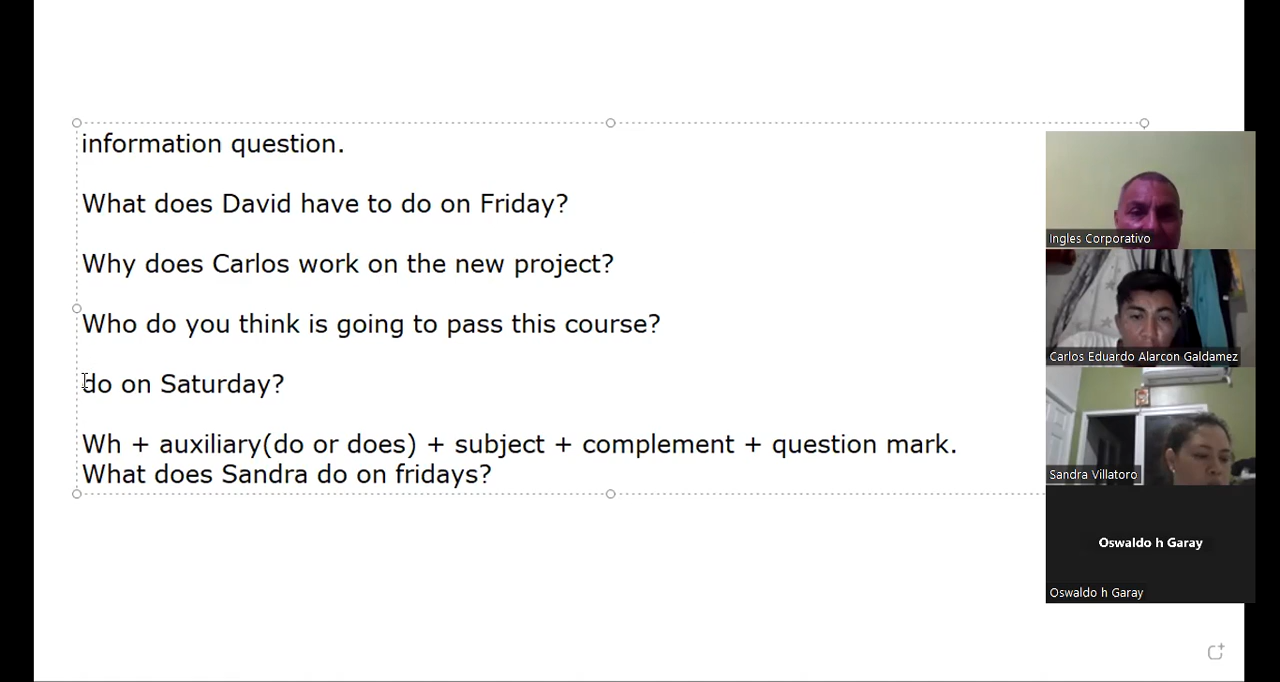 information question.
What does David have to do on Friday?
Why does Carlos work on the new project?
Who do you think is going to pass this course?
do on Saturday?
Wh + auxiliary(do or does) + subject + complement + question mark.
What does Sandra do on fridays?
Ingles Corporativo
Carlos Eduardo Alarcon Galdamez
Sandra Villatoro
Oswaldo h Garay
Oswaldo h Garay